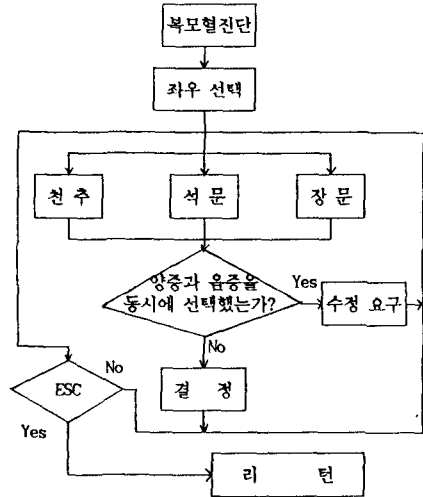 복모혈진단
좌우 선택
천 추
석 문
장 문
양증과 음증을
동시에 선택했는가?
Yes
수정 요구
No
결 정
ESC
No
Yes
리 턴